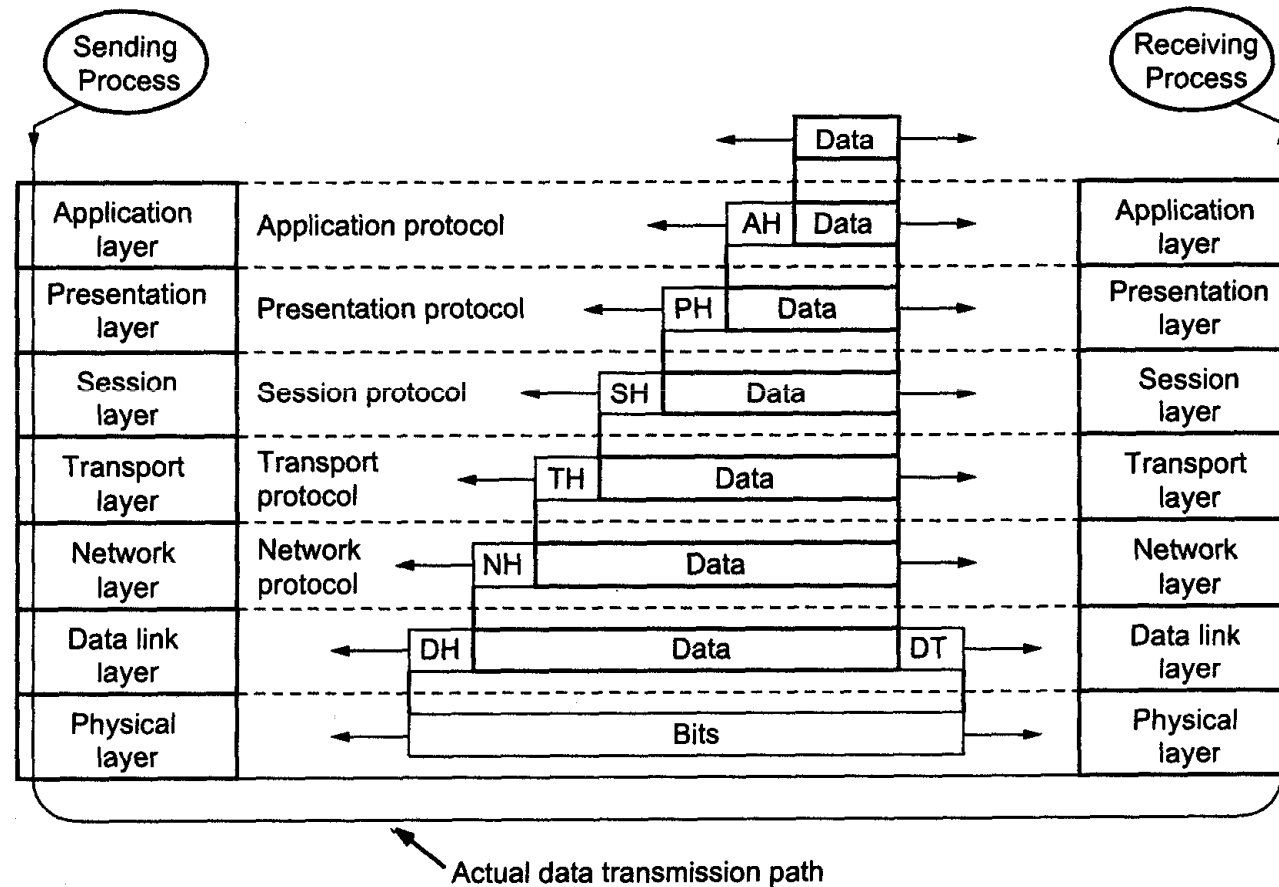 Sending
Process
Receiving
Process
Data
Application
layer
Application protocol
AH
Data
Application
layer
Presentation
layer
Presentation protocol
PH
Data
Presentation
layer
Session
layer
Session protocol
SH
Data
Session
layer
Transport
layer
Transport
protocol
TH
Data
Transport
layer
Network
layer
Network
protocol
NH
Data
Network
layer
Data link
layer
DH
Data
DT
Data link
layer
Physical
layer
Bits
Physical
layer
Actual data transmission path